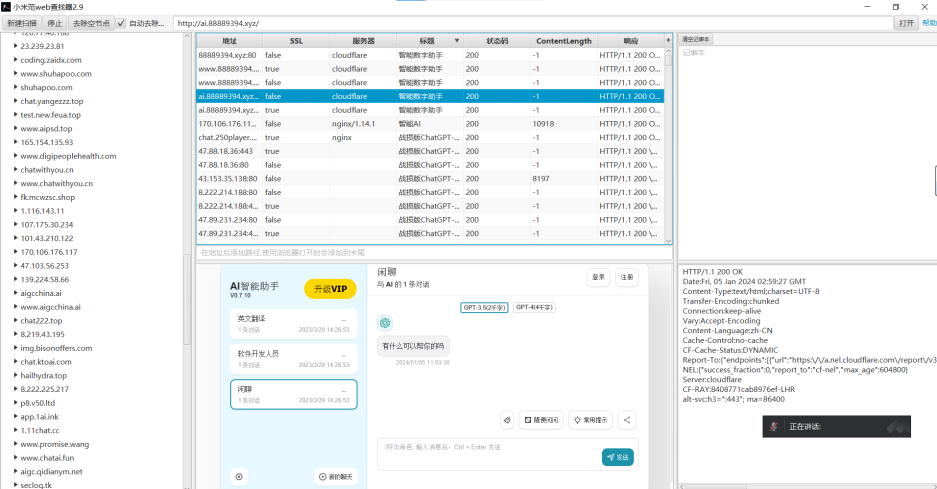 小米范web查找器2.9
新建扫描 停止 去除空节点 自动去除... http://ai.88889394.xyz/ 打开 帮助
120.77.46.188
23.239.23.81
coding.zaidx.com
www.shuhapoo.com
shuhapoo.com
chat.yangezzz.top
test.new.feua.top
www.aipsd.top
165.154.135.93
www.digipeoplehealth.com
chatwithyou.cn
www.chatwithyou.cn
fk.mcwzsc.shop
1.116.143.11
107.175.30.234
101.43.210.122
170.106.176.117
47.103.56.253
139.224.58.66
aigcchina.ai
www.aigcchina.ai
chat222.top
8.219.43.195
img.bisonoffers.com
chat.ktoai.com
hailhydra.top
8.222.225.217
p8.v50.ltd
app.1ai.ink
1.11chat.cc
www.promise.wang
www.chatai.fun
aigc.qidianym.net
seclog.tk
地址 SSL 服务器 标题 状态码 ContentLength 响应
88889394.xyz:80 false cloudflare 智能数字助手 200 -1 HTTP/1.1 200 O...
www.88889394.... true cloudflare 智能数字助手 200 -1 HTTP/1.1 200 O...
www.88889394.... false cloudflare 智能数字助手 200 -1 HTTP/1.1 200 O...
ai.88889394.xyz... false cloudflare 智能数字助手 200 -1 HTTP/1.1 200 O...
ai.88889394.xyz... true cloudflare 智能数字助手 200 -1 HTTP/1.1 200 O...
170.106.176.11... false nginx/1.14.1 智能AI 200 10918 HTTP/1.1 200 O...
chat.250player.... true nginx 战损版ChatGPT-... 200 -1 HTTP/1.1 200 O...
47.88.18.36:443 true 战损版ChatGPT-... 200 -1 HTTP/1.1 200 \...
47.88.18.36:80 false 战损版ChatGPT-... 200 -1 HTTP/1.1 200 \...
43.153.35.138:80 false 战损版ChatGPT-... 200 8197 HTTP/1.1 200 \...
8.222.214.188:80 false 战损版ChatGPT-... 200 -1 HTTP/1.1 200 \...
8.222.214.188:4... true 战损版ChatGPT-... 200 -1 HTTP/1.1 200 \...
47.89.231.234:80 false 战损版ChatGPT-... 200 -1 HTTP/1.1 200 \...
47.89.231.234:4... true 战损版ChatGPT-... 200 -1 HTTP/1.1 200 \...
在地址后添加路径,使用浏览器打开时会添加到末尾
清空记事本
记事本
AI智能助手
V0.7.10
升级VIP
英文翻译 ...
1 条对话 2023/3/29 14:26:53
软件开发人员 ...
1 条对话 2023/3/29 14:26:53
闲聊 ...
1 条对话 2023/3/29 14:26:53
新的聊天
闲聊
与 AI 的 1 条对话
登录 注册
GPT-3.5(2千字) GPT-4(4千字)
有什么可以帮你的吗
2024/01/05 11:03:36
随便问问 常用提示
/呼出角色, 输入消息后，Ctrl + Enter 发送
发送
HTTP/1.1 200 OK
Date:Fri, 05 Jan 2024 02:59:27 GMT
Content-Type:text/html;charset=UTF-8
Transfer-Encoding:chunked
Connection:keep-alive
Vary:Accept-Encoding
Content-Language:zh-CN
Cache-Control:no-cache
CF-Cache-Status:DYNAMIC
Report-To:{"endpoints":[{"url":"https:\/\/a.nel.cloudflare.com\/report\/v3
NEL:{"success_fraction":0,"report_to":"cf-nel","max_age":604800}
Server:cloudflare
CF-RAY:8408771cab8976ef-LHR
alt-svc:h3=":443"; ma=86400
正在讲话: